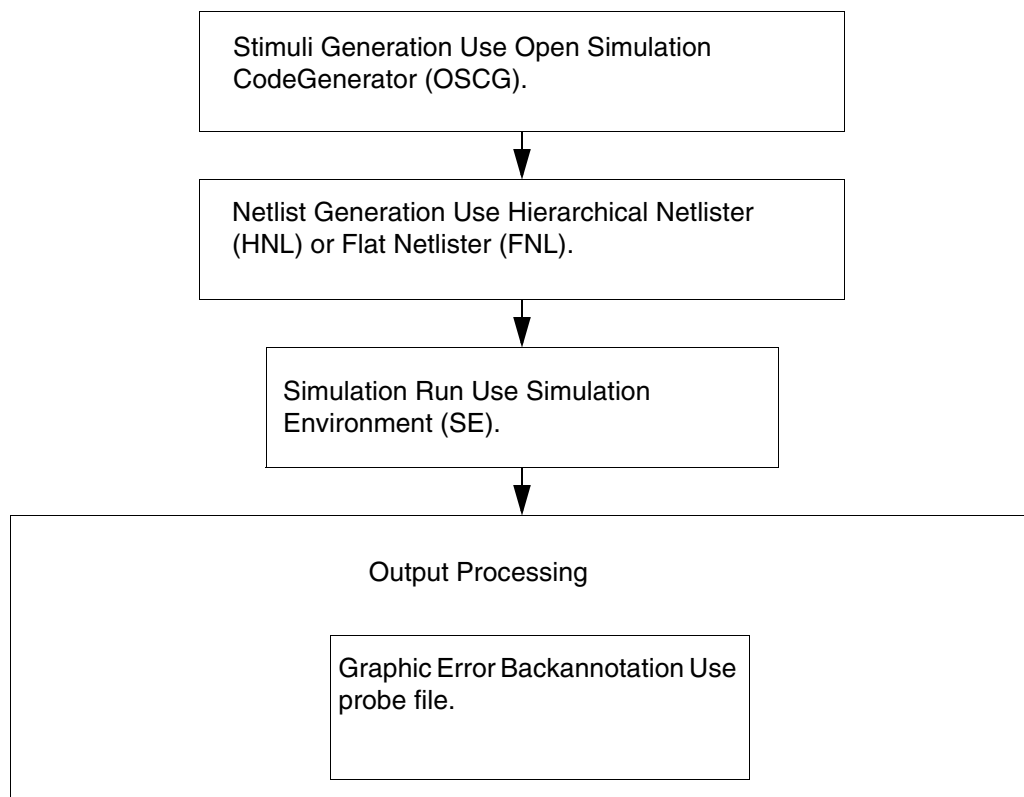 Stimuli Generation Use Open Simulation
CodeGenerator (OSCG).
Netlist Generation Use Hierarchical Netlister
(HNL) or Flat Netlister (FNL).
Simulation Run Use Simulation
Environment (SE).
Output Processing
Graphic Error Backannotation Use
probe file.